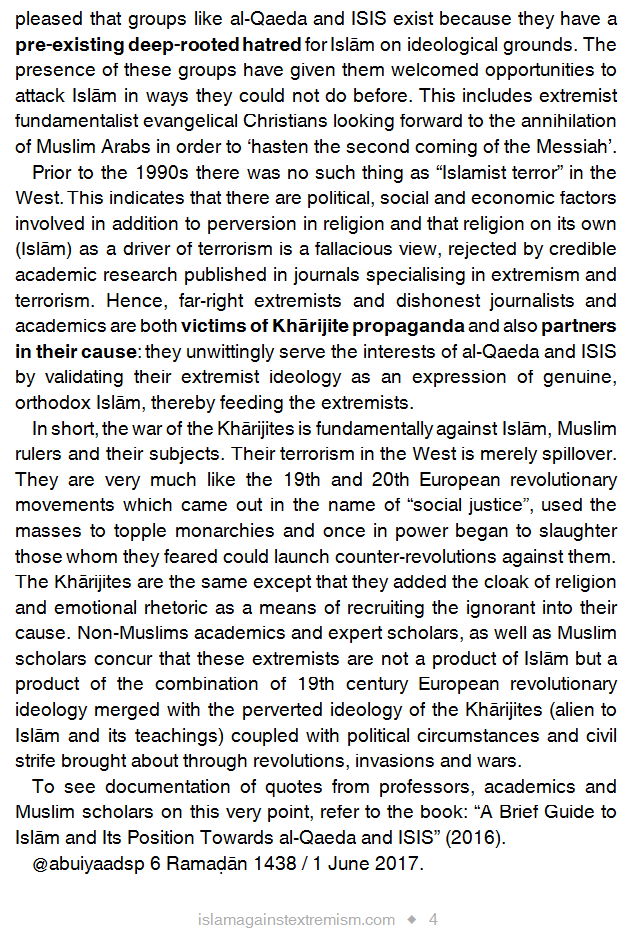 pleased that groups like al-Qaeda and ISIS exist because they have a
pre-existing deep-rooted hatred for Islām on ideological grounds. The
presence of these groups have given them welcomed opportunities to
attack Islām in ways they could not do before. This includes extremist
fundamentalist evangelical Christians looking forward to the annihilation
of Muslim Arabs in order to ‘hasten the second coming of the Messiah’.
Prior to the 1990s there was no such thing as “Islamist terror” in the
West. This indicates that there are political, social and economic factors
involved in addition to perversion in religion and that religion on its own
(Islām) as a driver of terrorism is a fallacious view, rejected by credible
academic research published in journals specialising in extremism and
terrorism. Hence, far-right extremists and dishonest journalists and
academics are both victims of Khārijite propaganda and also partners
in their cause: they unwittingly serve the interests of al-Qaeda and ISIS
by validating their extremist ideology as an expression of genuine,
orthodox Islām, thereby feeding the extremists.
In short, the war of the Khārijites is fundamentally against Islām, Muslim
rulers and their subjects. Their terrorism in the West is merely spillover.
They are very much like the 19th and 20th European revolutionary
movements which came out in the name of “social justice”, used the
masses to topple monarchies and once in power began to slaughter
those whom they feared could launch counter-revolutions against them.
The Khārijites are the same except that they added the cloak of religion
and emotional rhetoric as a means of recruiting the ignorant into their
cause. Non-Muslims academics and expert scholars, as well as Muslim
scholars concur that these extremists are not a product of Islām but a
product of the combination of 19th century European revolutionary
ideology merged with the perverted ideology of the Khārijites (alien to
Islām and its teachings) coupled with political circumstances and civil
strife brought about through revolutions, invasions and wars.
To see documentation of quotes from professors, academics and
Muslim scholars on this very point, refer to the book: “A Brief Guide to
Islām and Its Position Towards al-Qaeda and ISIS” (2016).
@abuiyaadsp 6 Ramaḍān 1438 / 1 June 2017.
islamagainstextremism.com ◆ 4